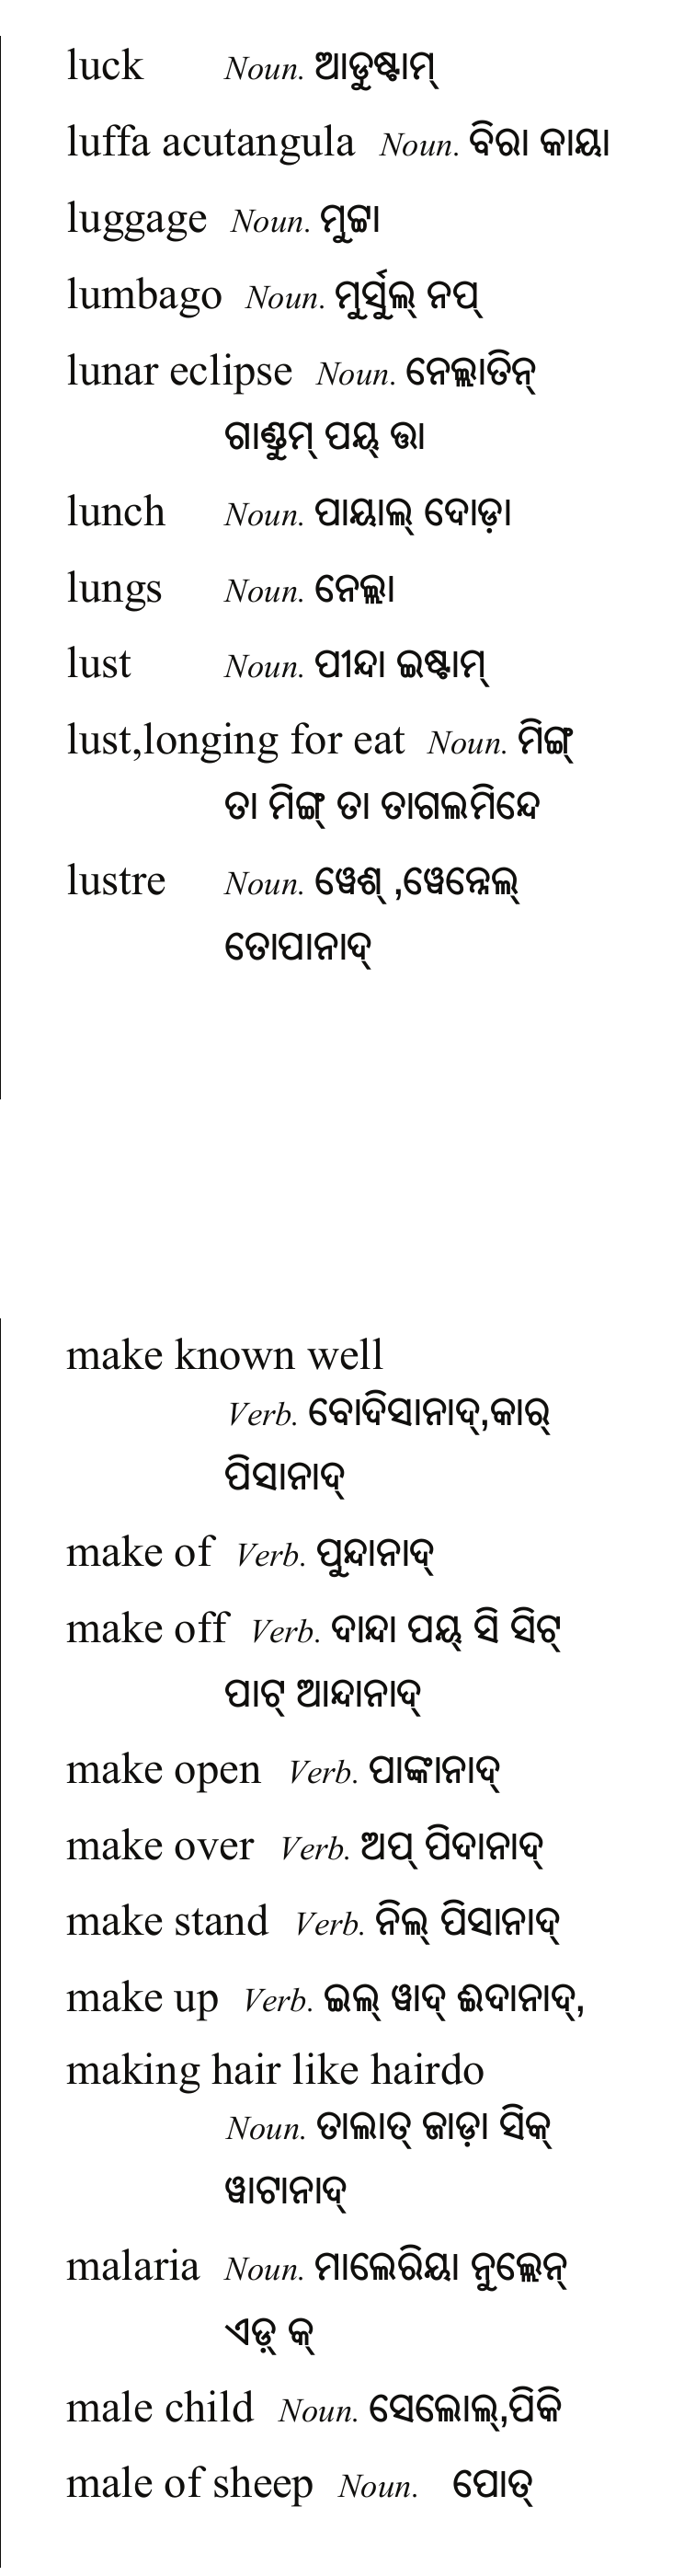 luck Noun. ଆଡୁଷ୍ଟାମ୍
luffa acutangula Noun. ବିରା କାୟା
luggage Noun. ମୁଟ୍ଟା
lumbago Noun. ମୁର୍ସୁଲ୍ ନପ୍
lunar eclipse Noun. ନେଲ୍ଲାତିନ୍
ଗାଣ୍ଡୁମ୍ ପୟ୍ ତ୍ତା
lunch Noun. ପାୟାଲ୍ ଦୋଡ଼ା
lungs Noun. ନେଲ୍ଲା
lust Noun. ପୀନ୍ଦା ଇଷ୍ଟାମ୍
lust,longing for eat Noun. ମିଙ୍ଗ୍
ତା ମିଙ୍ଗ୍ ତା ତାଗଲମିନ୍ଦେ
lustre Noun. ୱେଶ୍ ,ୱେନ୍ନେଲ୍
ତୋପାନାଦ୍
make known well
Verb. ବୋଦିସାନାଦ୍,କାର୍
ପିସାନାଦ୍
make of Verb. ପୁନ୍ଦାନାଦ୍
make off Verb. ଦାନ୍ଦା ପୟ୍ ସି ସିଟ୍
ପାଟ୍ ଆନ୍ଦାନାଦ୍
make open Verb. ପାଙ୍କାନାଦ୍
make over Verb. ଅପ୍ ପିଦାନାଦ୍
make stand Verb. ନିଲ୍ ପିସାନାଦ୍
make up Verb. ଇଲ୍ ୱାଦ୍ ଈଦାନାଦ୍,
making hair like hairdo
Noun. ତାଲାତ୍ ଜାଡ଼ା ସିକ୍
ୱାଟାନାଦ୍
malaria Noun. ମାଲେରିୟା ନୁଲ୍ଲେନ୍
ଏଡ଼୍ କ୍
male child Noun. ସେଲୋଲ୍,ପିକି
male of sheep Noun. ପୋତ୍